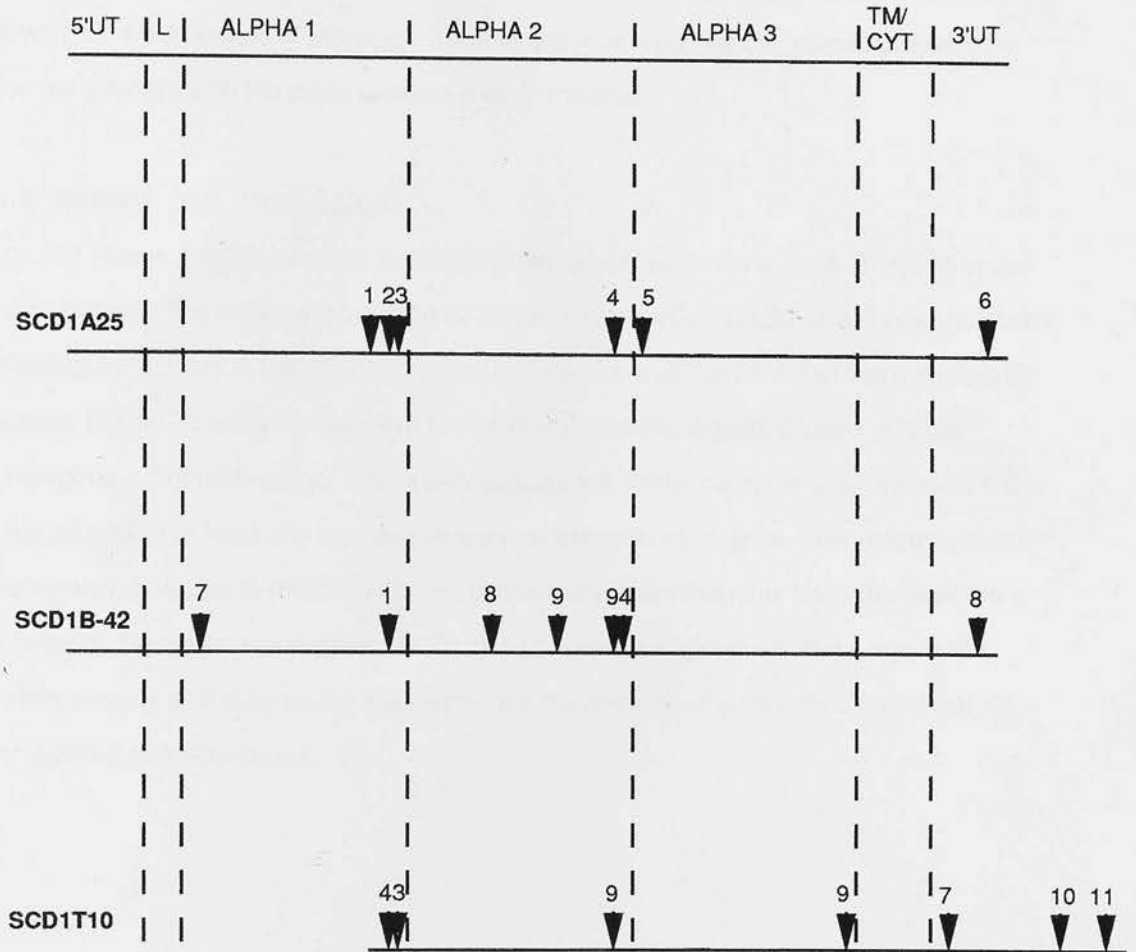 5'UT L ALPHA 1 ALPHA 2 ALPHA 3 TM/ CYT 3'UT
1 23 4 5 6
SCD1A25
7 1 8 9 94 8
SCD1B-42
43 9 9 7 10 11
SCD1T10